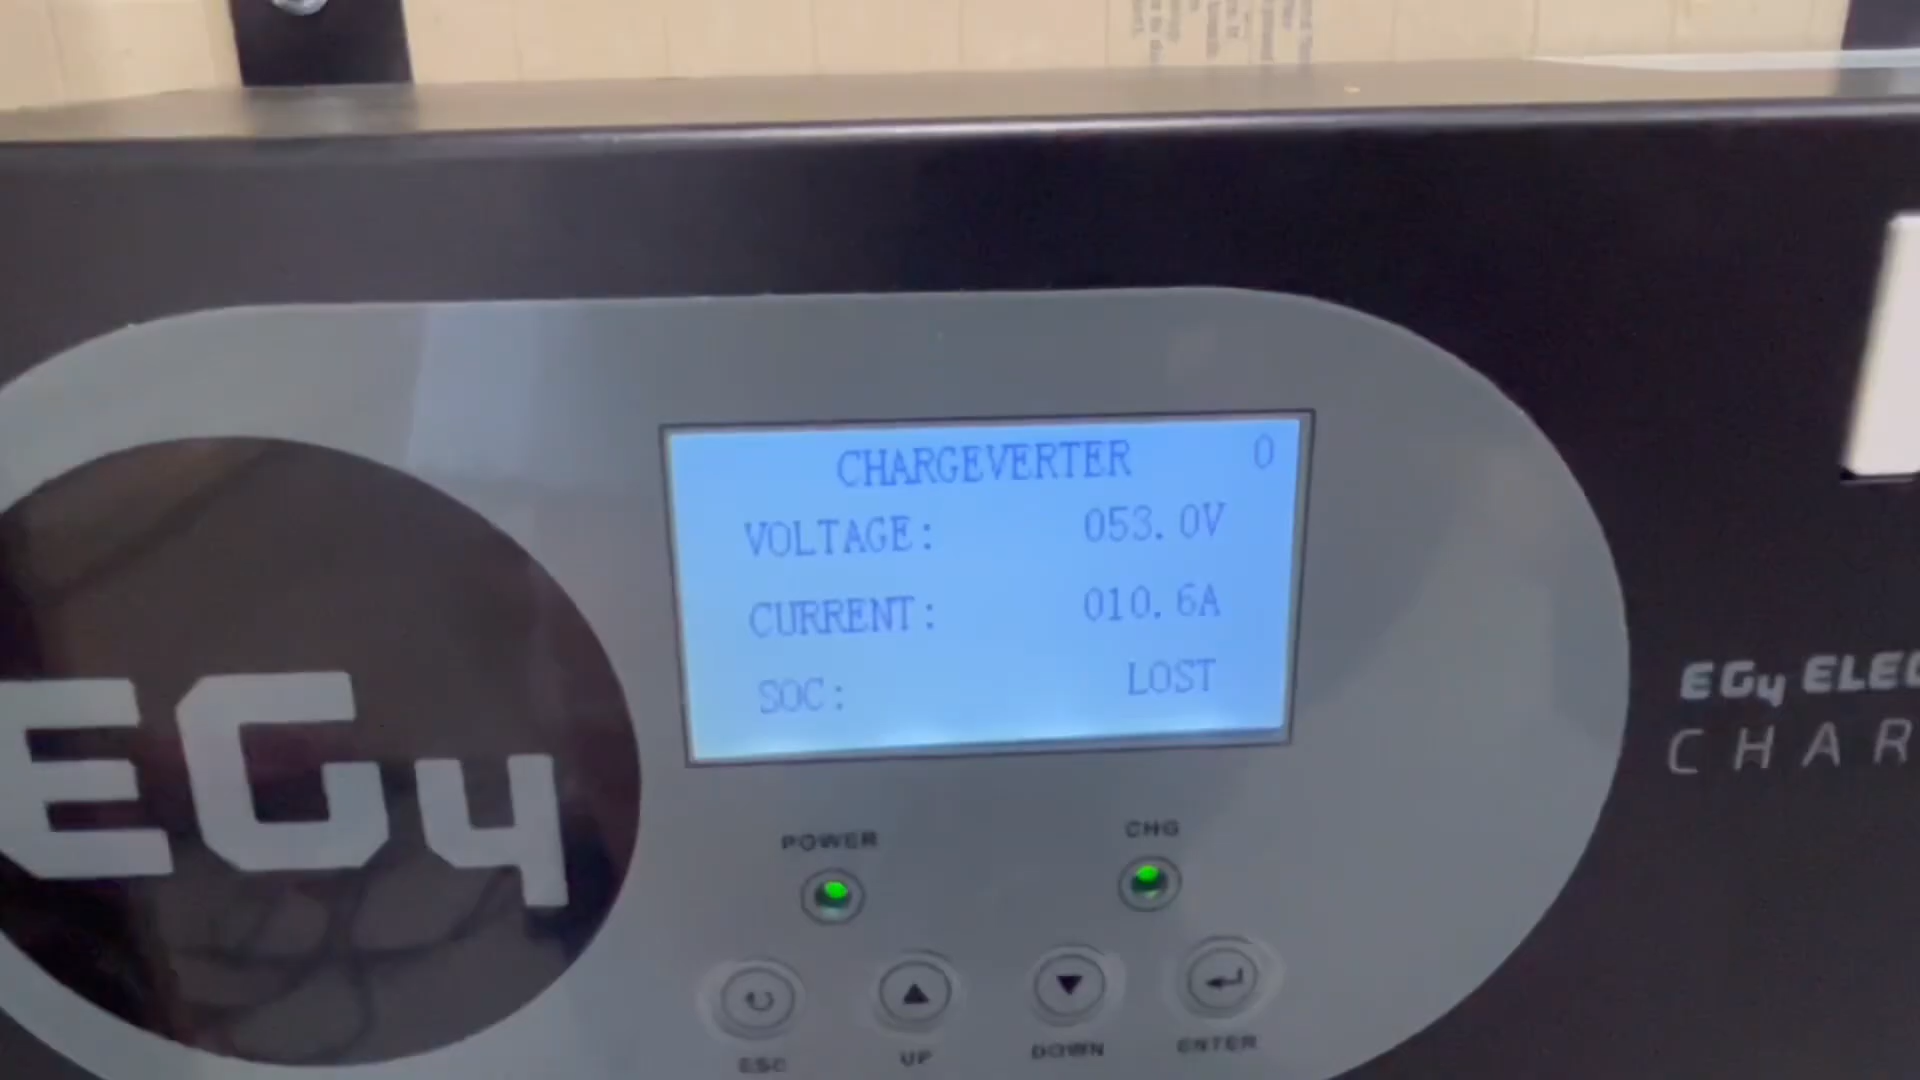 CHARGEVERTER 0
VOLTAGE: 053.0V
CURRENT: 010.6A
SOC: LOST
EG4
EG4 ELEC
CHAR
POWER CHG
ESC UP DOWN ENTER